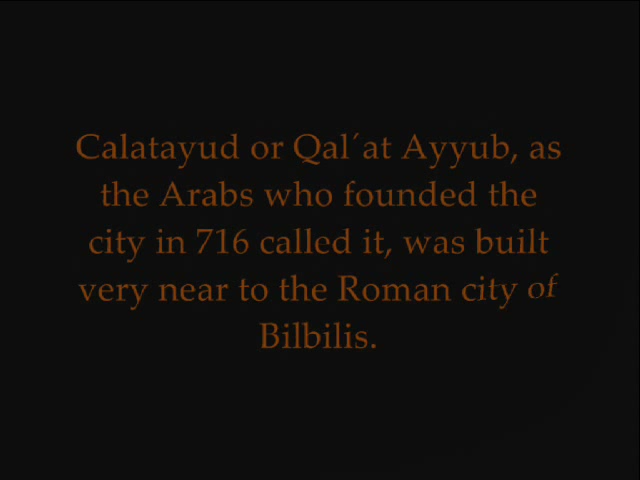 Calatayud or Qal´at Ayyub, as
the Arabs who founded the
city in 716 called it, was built
very near to the Roman city of
Bilbilis.